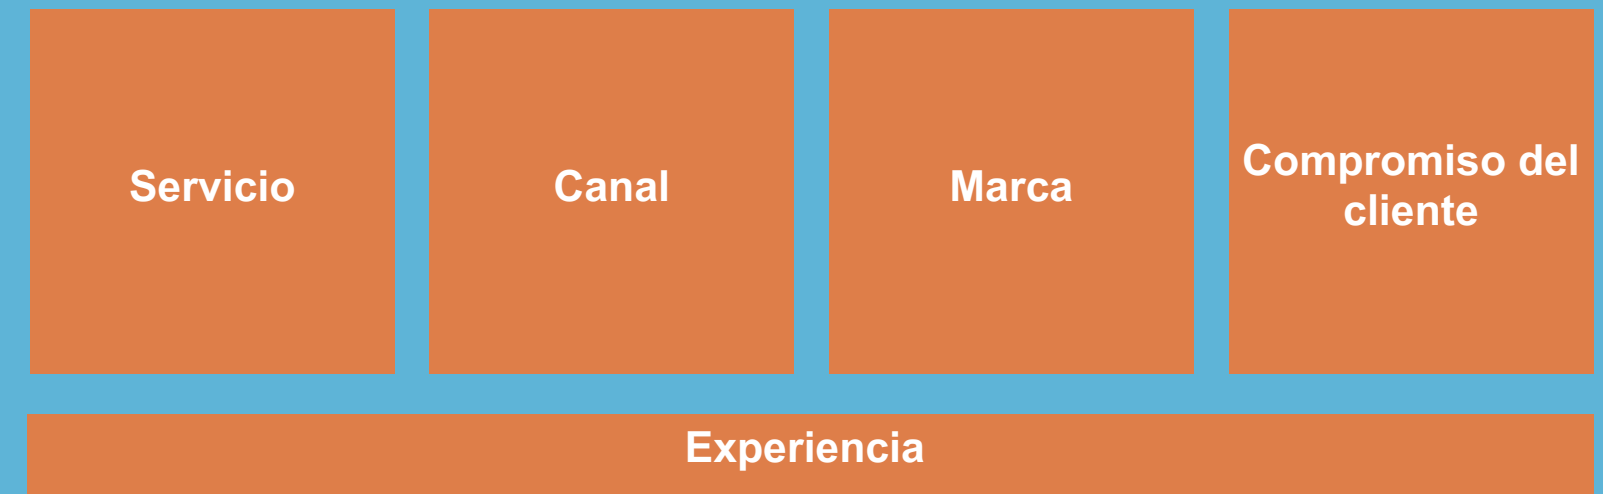 Servicio
Canal
Marca
Compromiso del
cliente
Experiencia